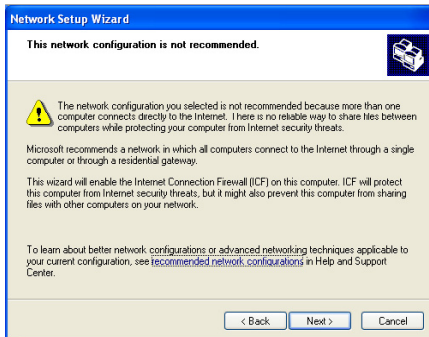 Network Setup Wizard
This network configuration is not recommended.
The network configuration you selected is not recommended because more than one
computer connects directly to the Internet. There is no reliable way to share files between
computers while protecting your computer from Internet security threats.
Microsoft recommends a network in which all computers connect to the Internet through a single
computer or through a residential gateway.
This wizard will enable the Internet Connection Firewall (ICF) on this computer. ICF will protect
this computer from Internet security threats, but it might also prevent this computer from sharing
files with other computers on your network.
To learn about better network configurations or advanced networking techniques applicable to
your current configuration, see recommended network configurations in Help and Support
Center.
< Back Next > Cancel